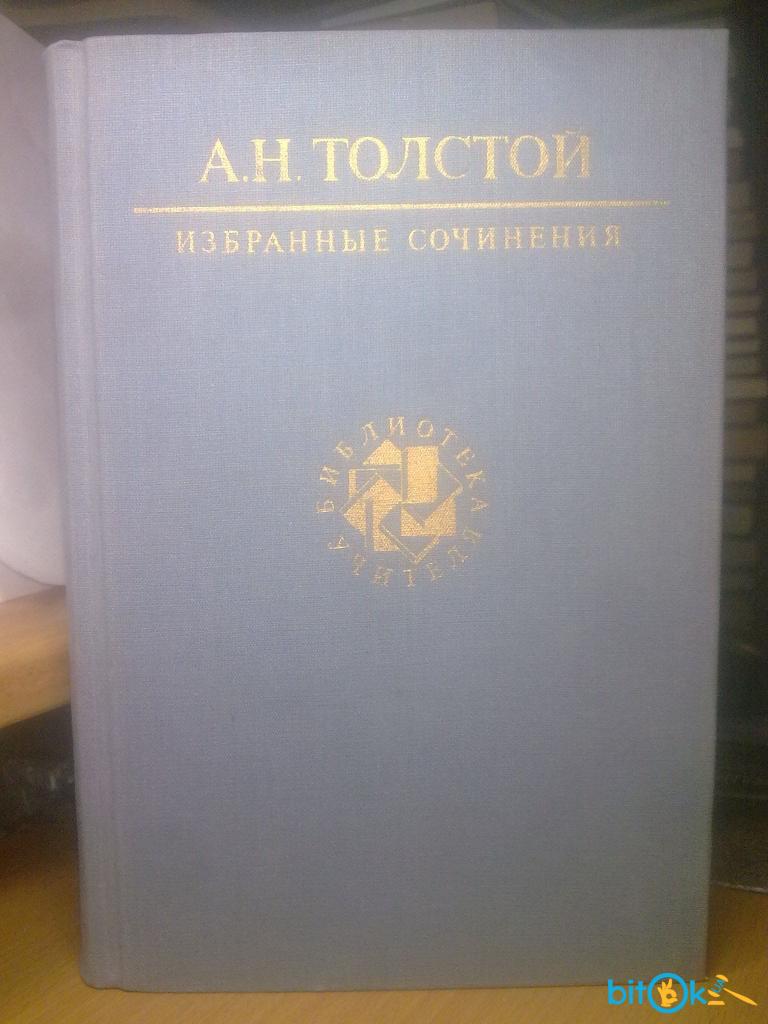 А.Н. ТОЛСТОЙ
ИЗБРАННЫЕ СОЧИНЕНИЯ
БИБЛИОТЕКА УЧИТЕЛЯ
bitOk